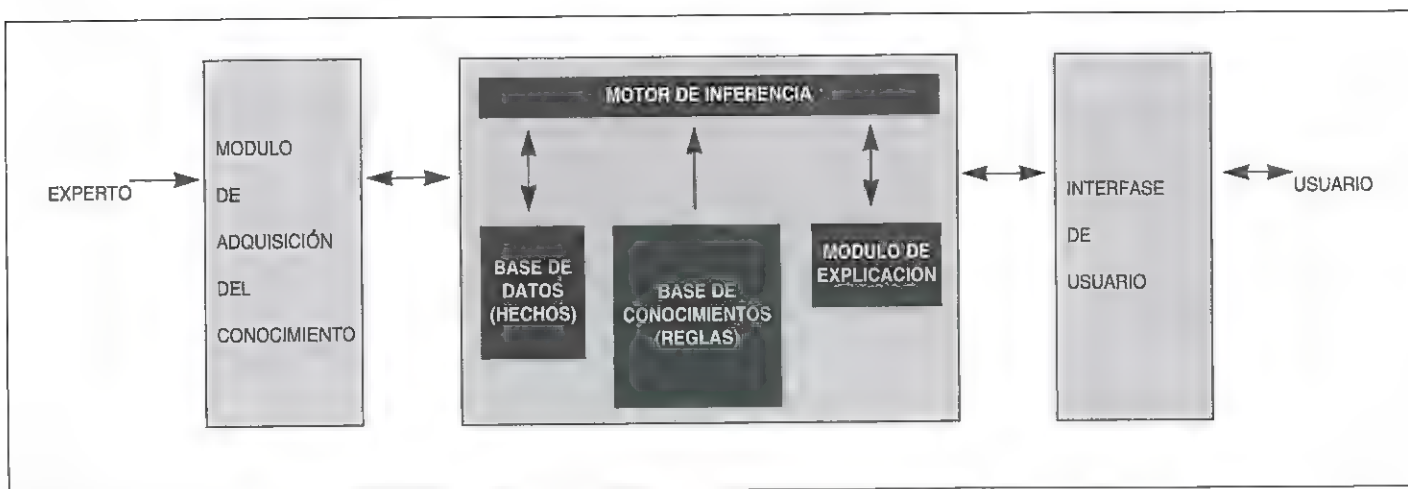 EXPERTO
MODULO
DE
ADQUISICIÓN
DEL
CONOCIMIENTO
MOTOR DE INFERENCIA
BASE DE
DATOS
(HECHOS)
BASE DE
CONOCIMIENTOS
(REGLAS)
MODULO DE
EXPLICACION
INTERFASE
DE
USUARIO
USUARIO